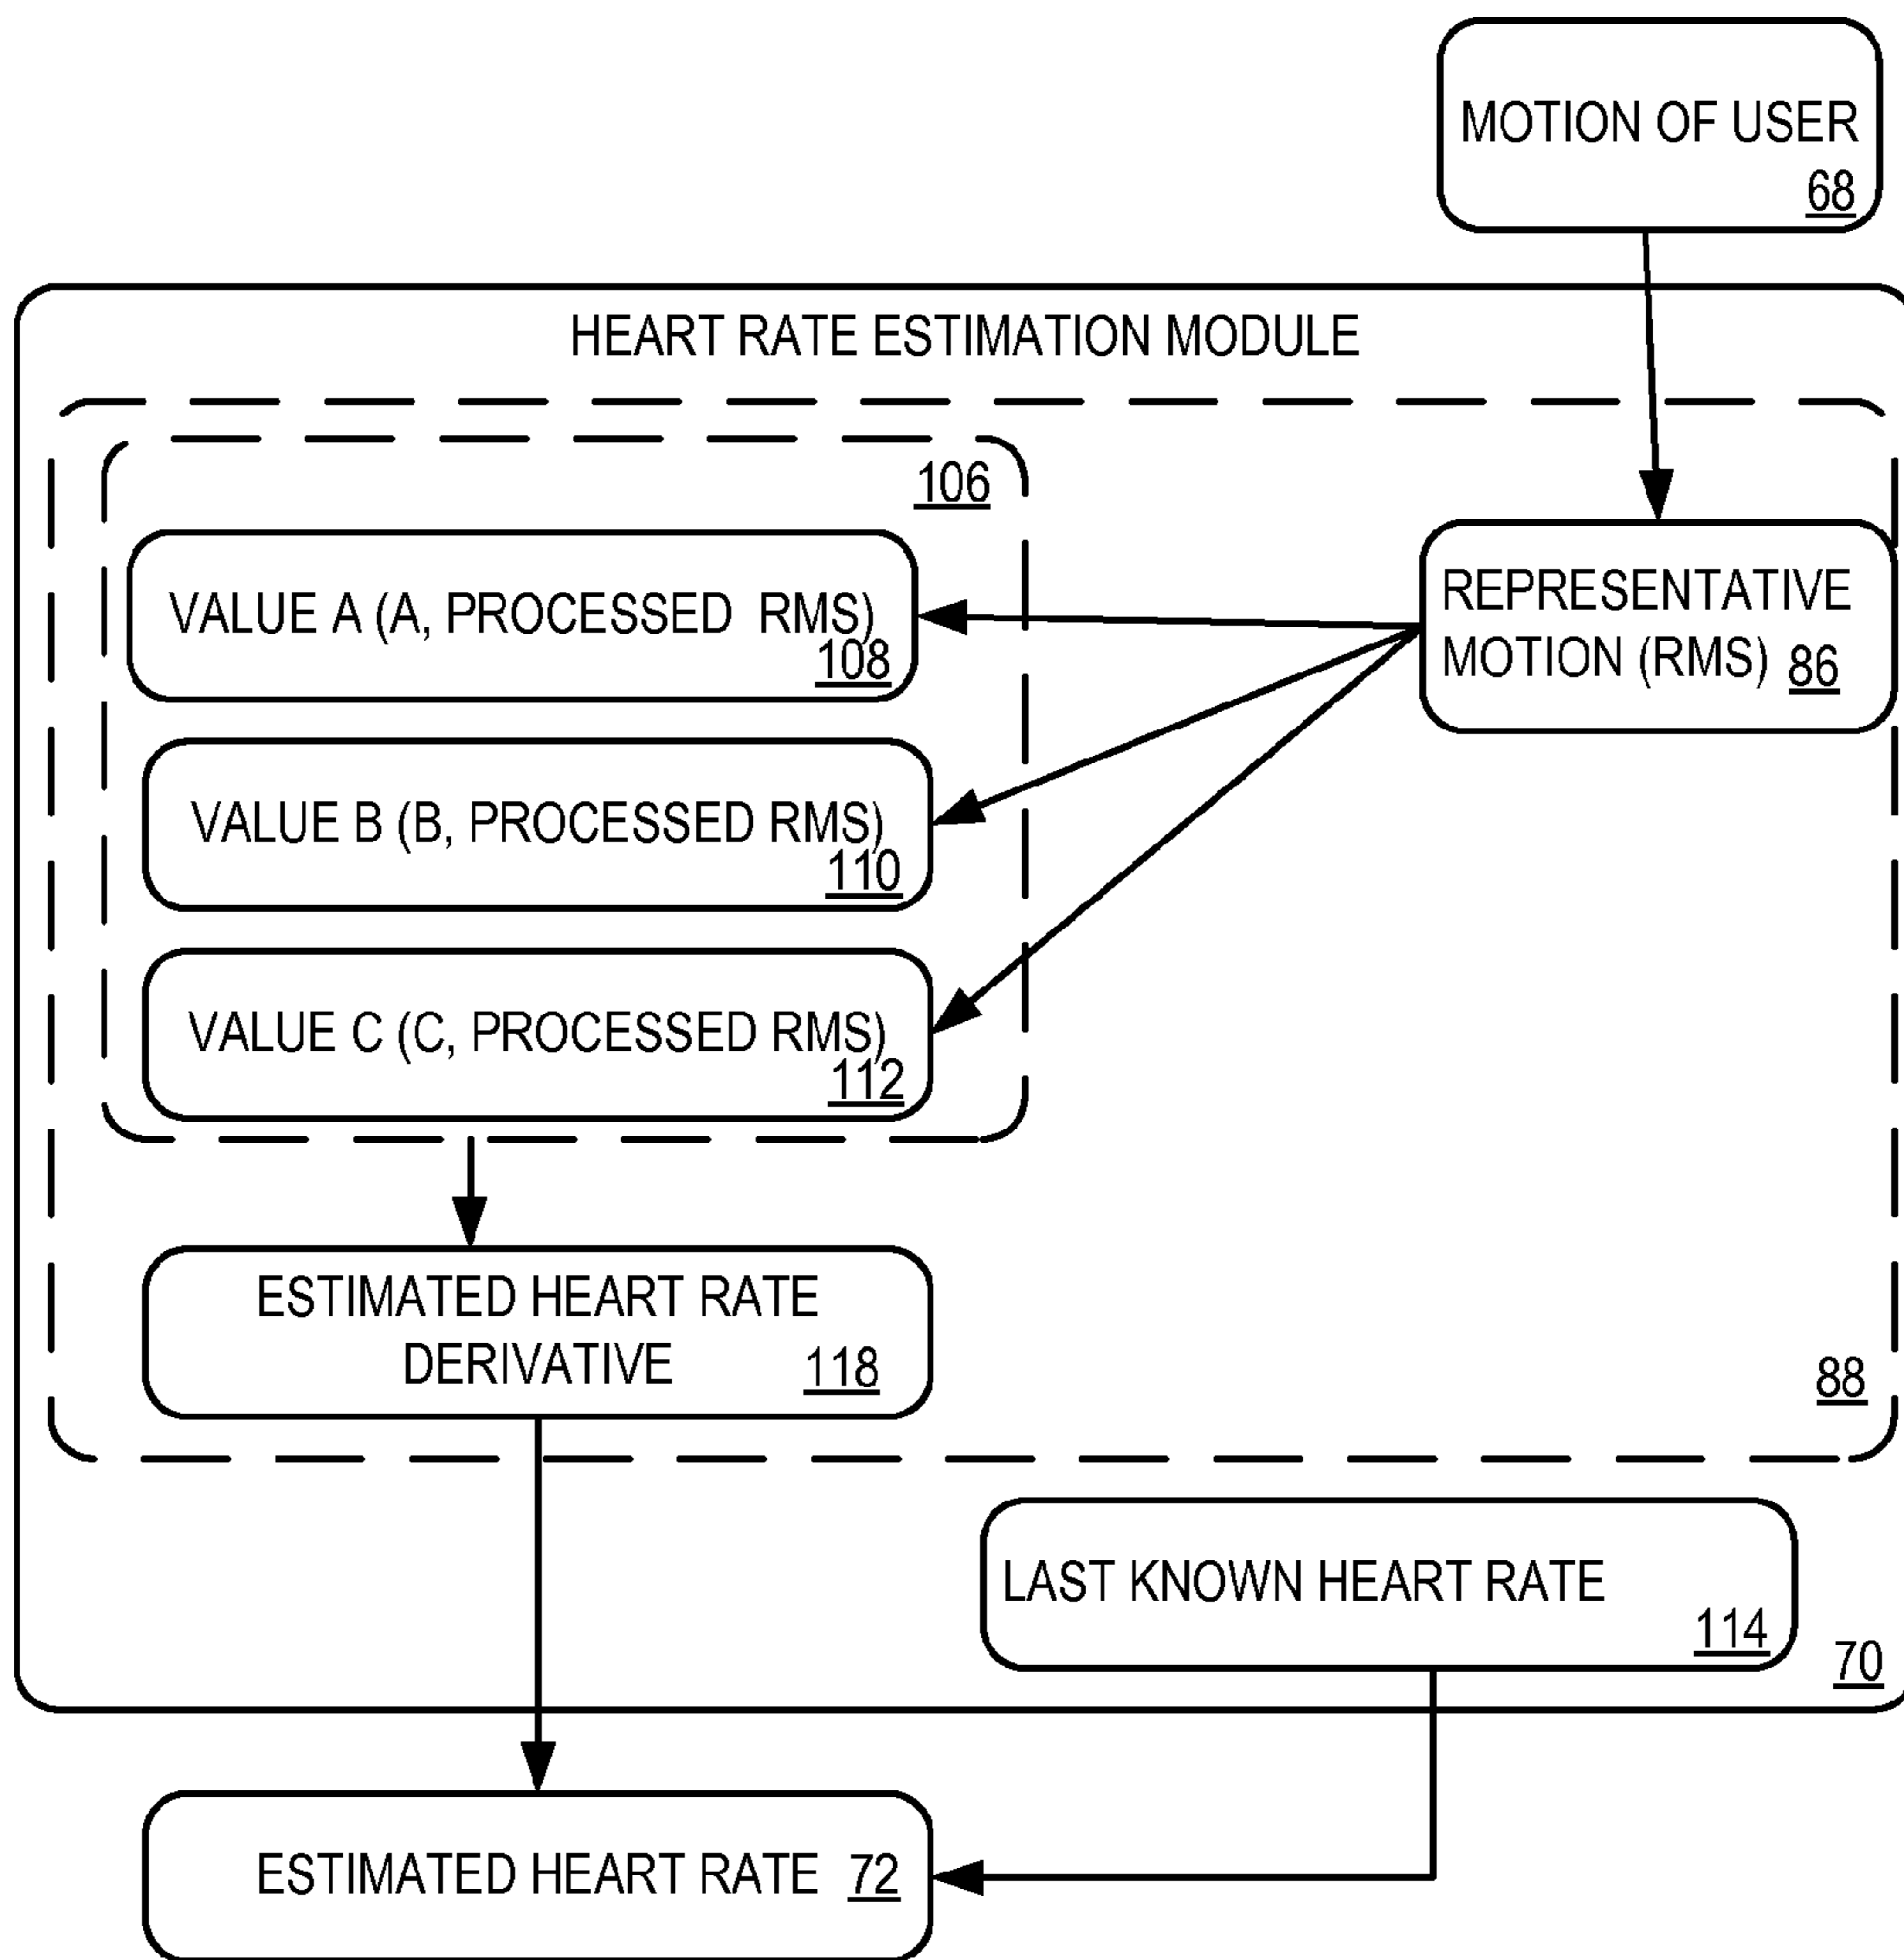 MOTION OF USER
68
HEART RATE ESTIMATION MODULE
106
VALUE A (A, PROCESSED RMS)
108
REPRESENTATIVE
MOTION (RMS) 86
VALUE B (B, PROCESSED RMS)
110
VALUE C (C, PROCESSED RMS)
112
ESTIMATED HEART RATE
DERIVATIVE 118
88
LAST KNOWN HEART RATE
114
70
ESTIMATED HEART RATE 72